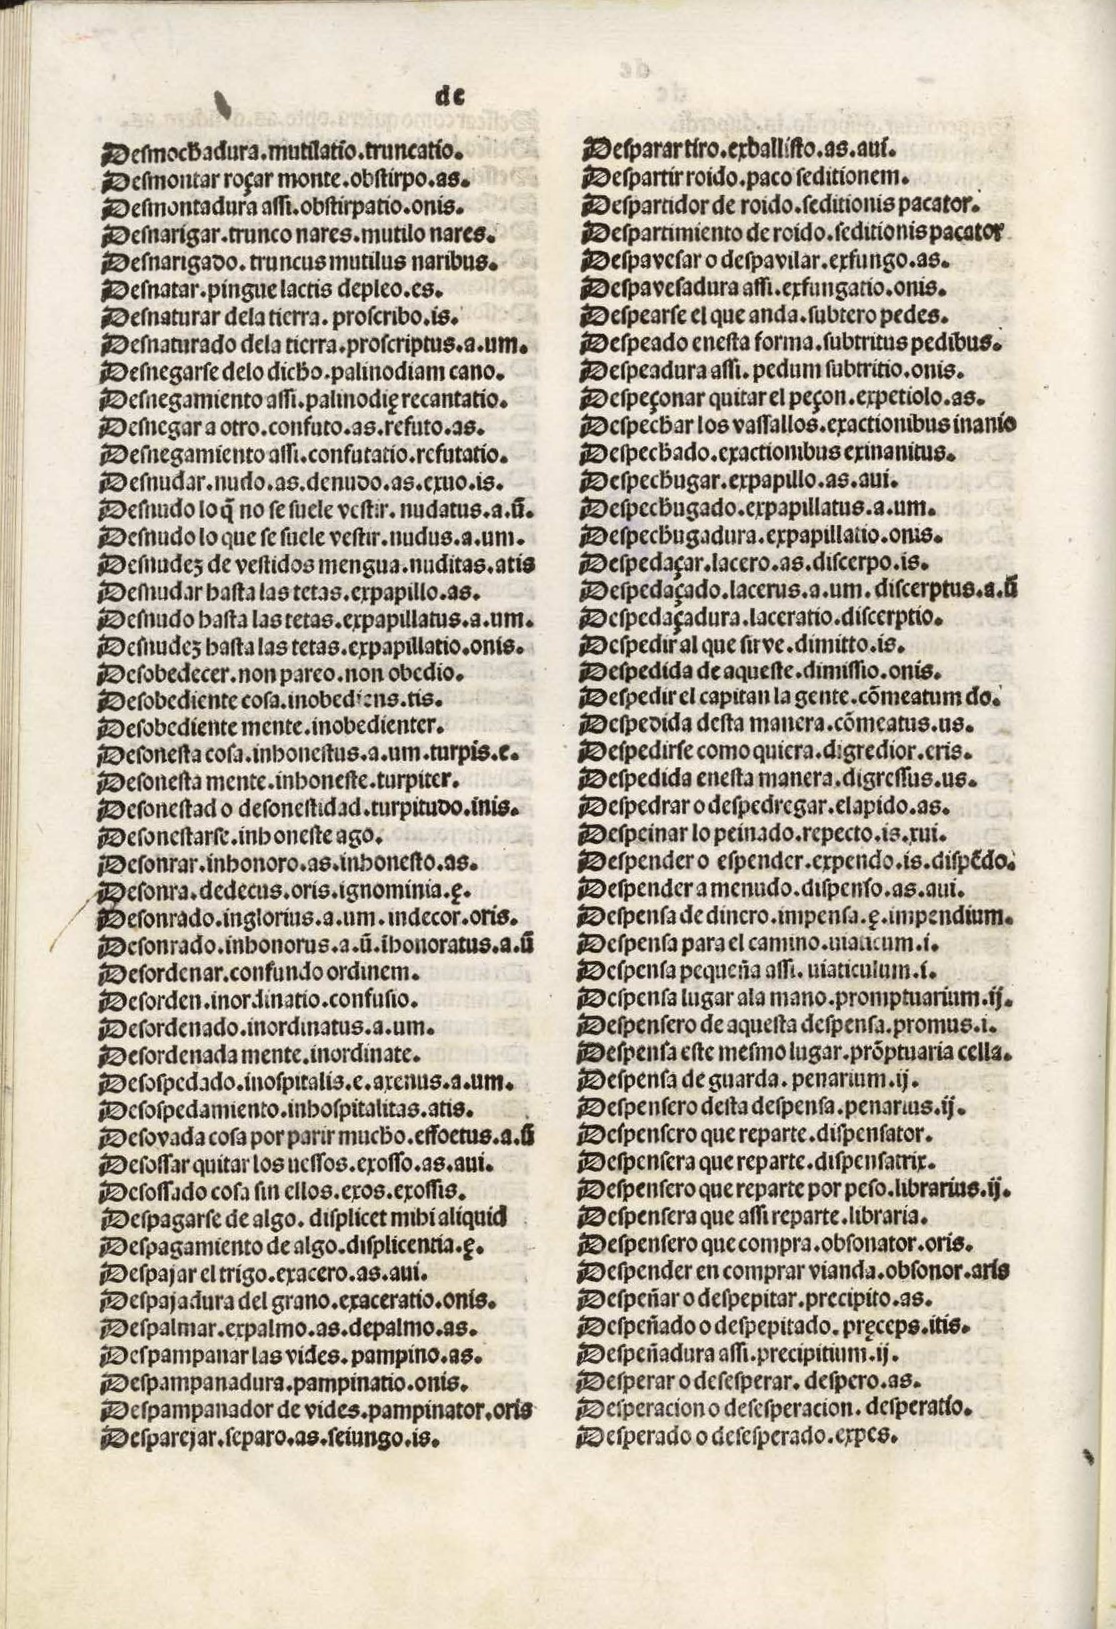 de
Desmochadura.mutilatio.truncatio.
Desmontar roçar monte.obstirpo.as.
Desmontadura assi.obstirpatio.onis.
Desnarigar.trunco nares.mutilo nares.
Desnarigado.truncus mutilus naribus.
Desnatar.pingue lactis depleo.es.
Desnaturar dela tierra.proscribo.is.
Desnaturado dela tierra.proscriptus.a.um.
Desnegarse delo dicho.palinodiam cano.
Desnegamiento assi.palinodię recantatio.
Desnegar a otro.confuto.as.refuto.as.
Desnegamiento assi.confutatio.refutatio.
Desnudar.nudo.as.denudo.as.exuo.is.
Desnudo lo q̃ no se suele vestir.nudatus.a.ũ.
Desnudo lo que se suele vestir.nudus.a.um.
Desnudez de vestidos mengua.nuditas.atis
Desnudar hasta las tetas.expapillo.as.
Desnudo hasta las tetas.expapillatus.a.um.
Desnudez hasta las tetas.expapillatio.onis.
Desobedecer.non pareo.non obedio.
Desobediente cosa.inobediens.tis.
Desobediente mente.inobedienter.
Desonesta cosa.inhonestus.a.um.turpis.e.
Desonesta mente.inhoneste.turpiter.
Desonestad o desonestidad.turpitudo.inis.
Desonestarse.inhoneste ago.
Desonrar.inhonoro.as.inhonesto.as.
Desonra.dedecus.oris.ignominia.ę.
Desonrado.inglorius.a.um.indecor.oris.
Desonrado.inhonorus.a.ũ.ĩhonoratus.a.ũ
Desordenar.confundo ordinem.
Desorden.inordinatio.confusio.
Desordenado.inordinatus.a.um.
Desordenada mente.inordinate.
Desospedado.inospitalis.e.axenus.a.um.
Desospedamiento.inhospitalitas.atis.
Desovada cosa por parir mucho.effoetus.a.ũ
Desossar quitar los uessos.exosso.as.aui.
Desossado cosa sin ellos.exos.exossis.
Despagarse de algo.displicet mihi aliquid
Despagamiento de algo.displicentia.ę.
Despajar el trigo.exacero.as.aui.
Despajadura del grano.exaceratio.onis.
Despalmar.expalmo.as.depalmo.as.
Despampanar las vides.pampino.as.
Despampanadura.pampinatio.onis.
Despampanador de vides.pampinator.oris
Desparejar.separo.as.seiungo.is.
Desparar tiro.exballisto.as.aui.
Despartir roido.paco seditionem.
Despartidor de roido.seditionis pacator.
Despartimiento de roido.seditionis pacator
Despavesar o despavilar.exfungo.as.
Despavesadura assi.exfungatio.onis.
Despearse el que anda.subtero pedes.
Despeado enesta forma.subtritus pedibus.
Despeadura assi.pedum subtritio.onis.
Despeçonar quitar el peçon.expetiolo.as.
Despechar los vassallos.exactionibus inanio
Despechado.exactionibus exinanitus.
Despechugar.expapillo.as.aui.
Despechugado.expapillatus.a.um.
Despechugadura.expapillatio.onis.
Despedaçar.lacero.as.discerpo.is.
Despedaçado.lacerus.a.um.discerptus.a.ũ
Despedaçadura.laceratio.discerptio.
Despedir al que sirve.dimitto.is.
Despedida de aqueste.dimissio.onis.
Despedir el capitan la gente.cõmeatum do.
Despedida desta manera.cõmeatus.us.
Despedirse como quiera.digredior.eris.
Despedida enesta manera.digressus.us.
Despedrar o despedregar.elapido.as.
Despeinar lo peinado.repecto.is.xui.
Despender o espender.expendo.is.dispẽdo.
Despender a menudo.dispenso.as.aui.
Despensa de dinero.impensa.ę.impendium.
Despensa para el camino.uiaticum.i.
Despensa pequeña assi.uiaticulum.i.
Despensa lugar ala mano.promptuarium.ij.
Despensero de aquesta despensa.promus.i.
Despensa este mesmo lugar.prõptuaria cella.
Despensa de guarda.penarium.ij.
Despensero desta despensa.penarius.ij.
Despensero que reparte.dispensator.
Despensera que reparte.dispensatrix.
Despensero que reparte por peso.librarius.ij.
Despensera que assi reparte.libraria.
Despensero que compra.obsonator.oris.
Despender en comprar vianda.obsonor.aris
Despeñar o despepitar.precipito.as.
Despeñado o despepitado.pręceps.itis.
Despeñadura assi.precipitium.ij.
Desperar o desesperar.despero.as.
Desperacion o desesperacion.desperatio.
Desperado o desesperado.expes.